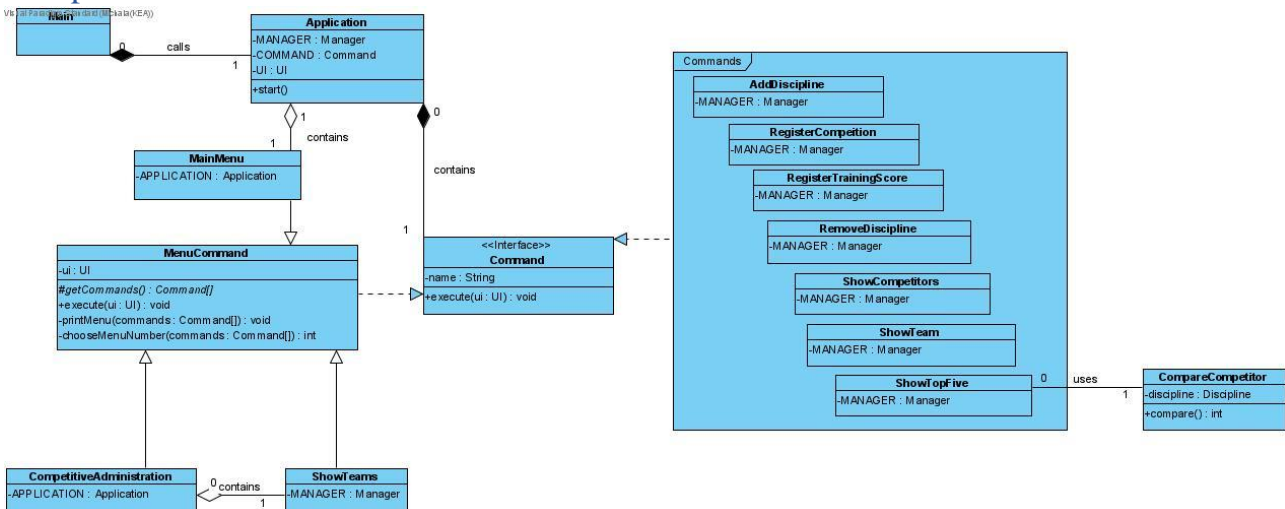 Main
Application
-MANAGER : Manager
-COMMAND : Command
-UI : UI
+start()
0
calls
1
1
contains
1
0
contains
1
MainMenu
-APPLICATION : Application
MenuCommand
-ui : UI
#getCommands() : Command[]
+execute(ui : UI) : void
-printMenu(commands : Command[]) : void
-chooseMenuNumber(commands : Command[]) : int
<<Interface>>
Command
-name : String
+execute(ui : UI) : void
CompetitiveAdministration
-APPLICATION : Application
0
contains
1
ShowTeams
-MANAGER : Manager
Commands
AddDiscipline
-MANAGER : Manager
RegisterCompeition
-MANAGER : Manager
RegisterTrainingScore
-MANAGER : Manager
RemoveDiscipline
-MANAGER : Manager
ShowCompetitors
-MANAGER : Manager
ShowTeam
-MANAGER : Manager
ShowTopFive
-MANAGER : Manager
0
uses
1
CompareCompetitor
-discipline : Discipline
+compare() : int